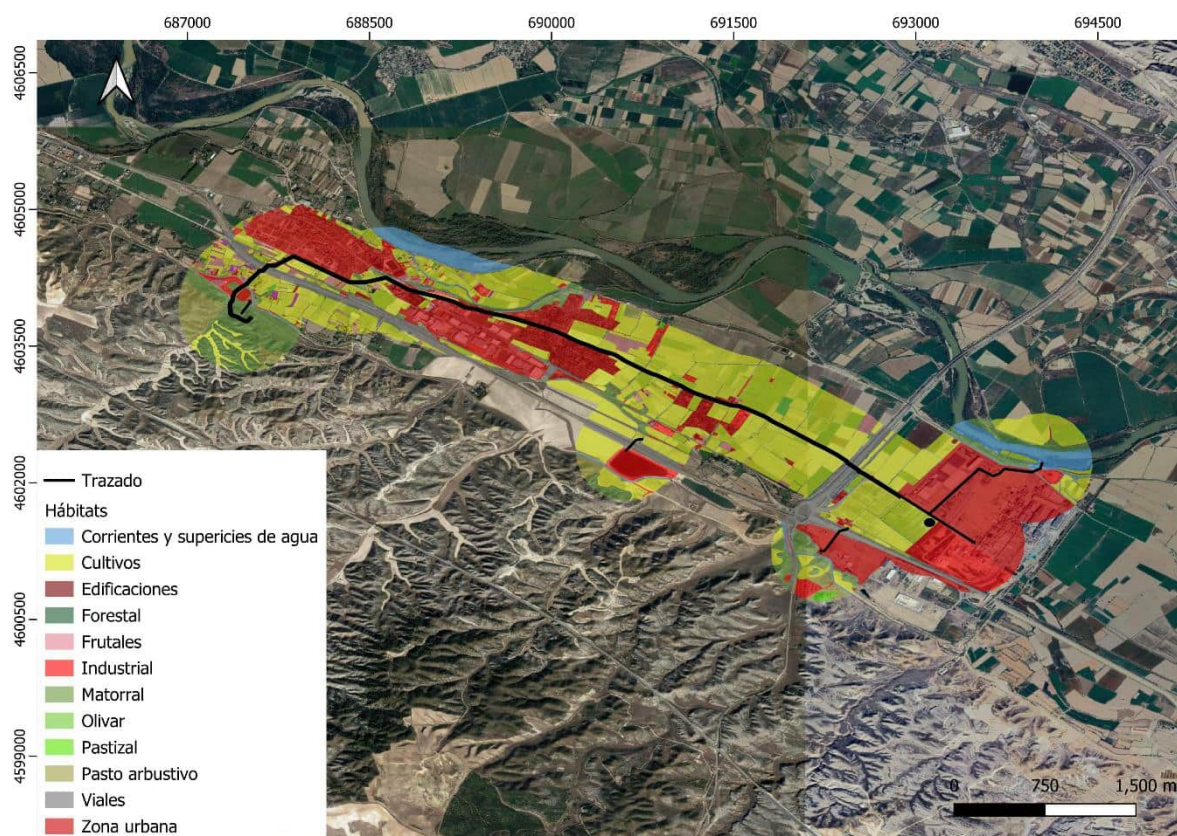 687000 688500 690000 691500 693000 694500
4606500
4605000
4603500
4602000
4600500
4599000
Trazado
Hábitats
Corrientes y supericies de agua
Cultivos
Edificaciones
Forestal
Frutales
Industrial
Matorral
Olivar
Pastizal
Pasto arbustivo
Viales
Zona urbana
0 750 1,500 m